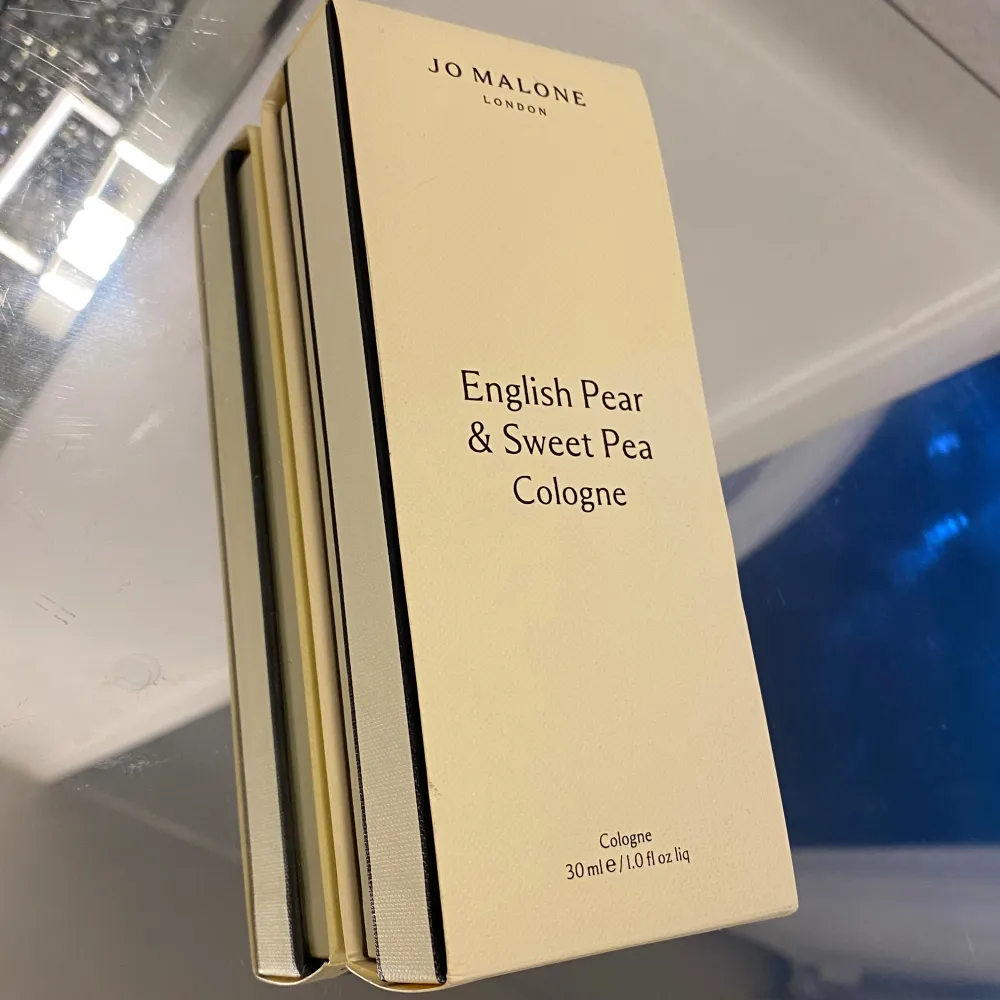 JO MALONE
LONDON
English Pear
& Sweet Pea
Cologne
Cologne
30 ml e / 1.0 fl oz liq